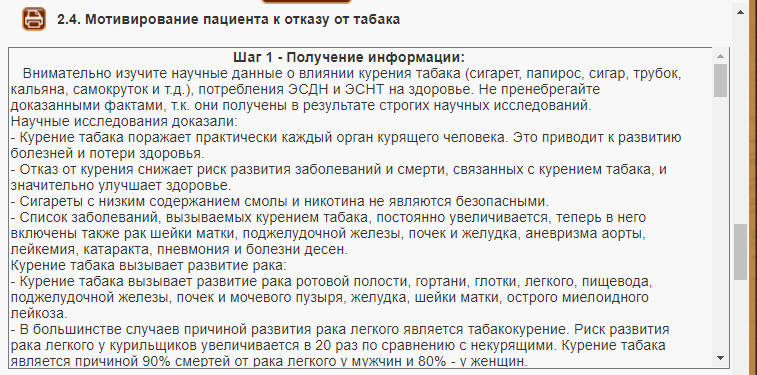 2.4. Мотивирование пациента к отказу от табака
Шаг 1 - Получение информации:
Внимательно изучите научные данные о влиянии курения табака (сигарет, папирос, сигар, трубок,
кальяна, самокруток и т.д.), потребления ЭСДН и ЭСНТ на здоровье. Не пренебрегайте
доказанными фактами, т.к. они получены в результате строгих научных исследований.
Научные исследования доказали:
- Курение табака поражает практически каждый орган курящего человека. Это приводит к развитию
болезней и потери здоровья.
- Отказ от курения снижает риск развития заболеваний и смерти, связанных с курением табака, и
значительно улучшает здоровье.
- Сигареты с низким содержанием смолы и никотина не являются безопасными.
- Список заболеваний, вызываемых курением табака, постоянно увеличивается, теперь в него
включены также рак шейки матки, поджелудочной железы, почек и желудка, аневризма аорты,
лейкемия, катаракта, пневмония и болезни десен.
Курение табака вызывает развитие рака:
- Курение табака вызывает развитие рака ротовой полости, гортани, глотки, легкого, пищевода,
поджелудочной железы, почек и мочевого пузыря, желудка, шейки матки, острого миелоидного
лейкоза.
- В большинстве случаев причиной развития рака легкого является табакокурение. Риск развития
рака легкого у курильщиков увеличивается в 20 раз по сравнению с некурящими. Курение табака
является причиной 90% смертей от рака легкого у мужчин и 80% - у женщин.